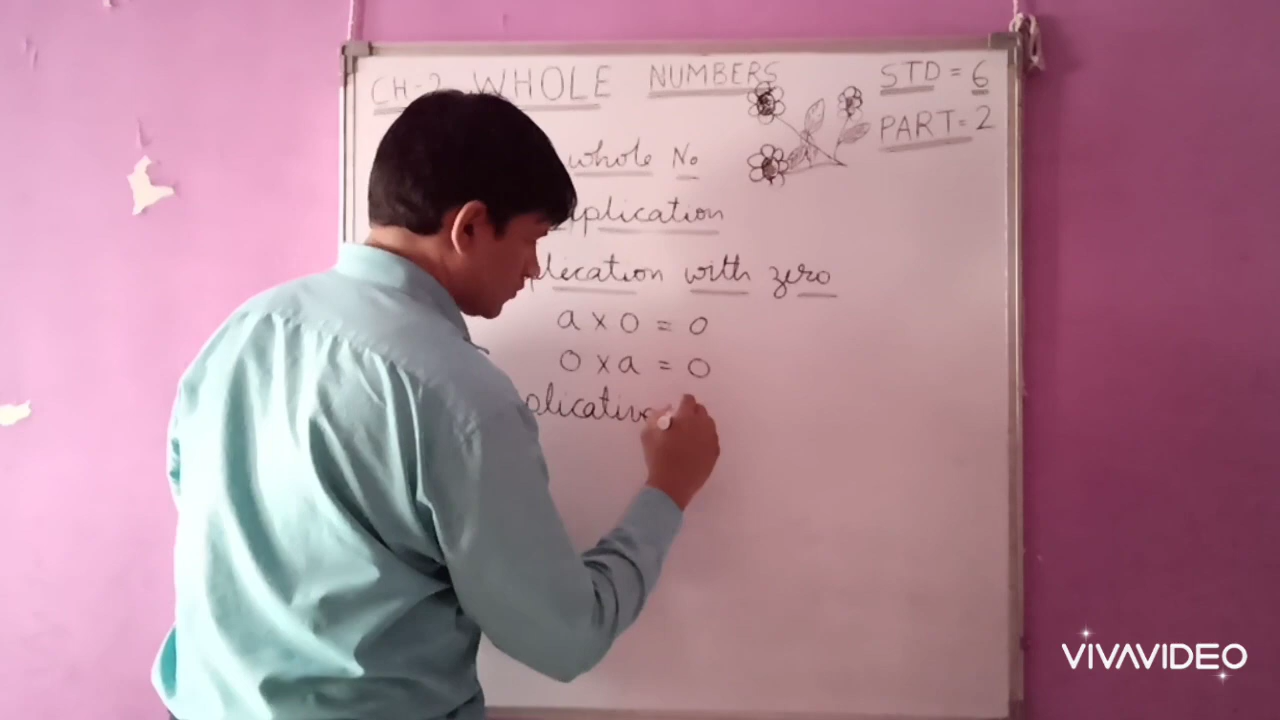 CH-2 WHOLE NUMBERS
STD = 6
PART = 2
whole No
plication
plication with zero
a x 0 = 0
0 x a = 0
plicative
VIVAVIDEO